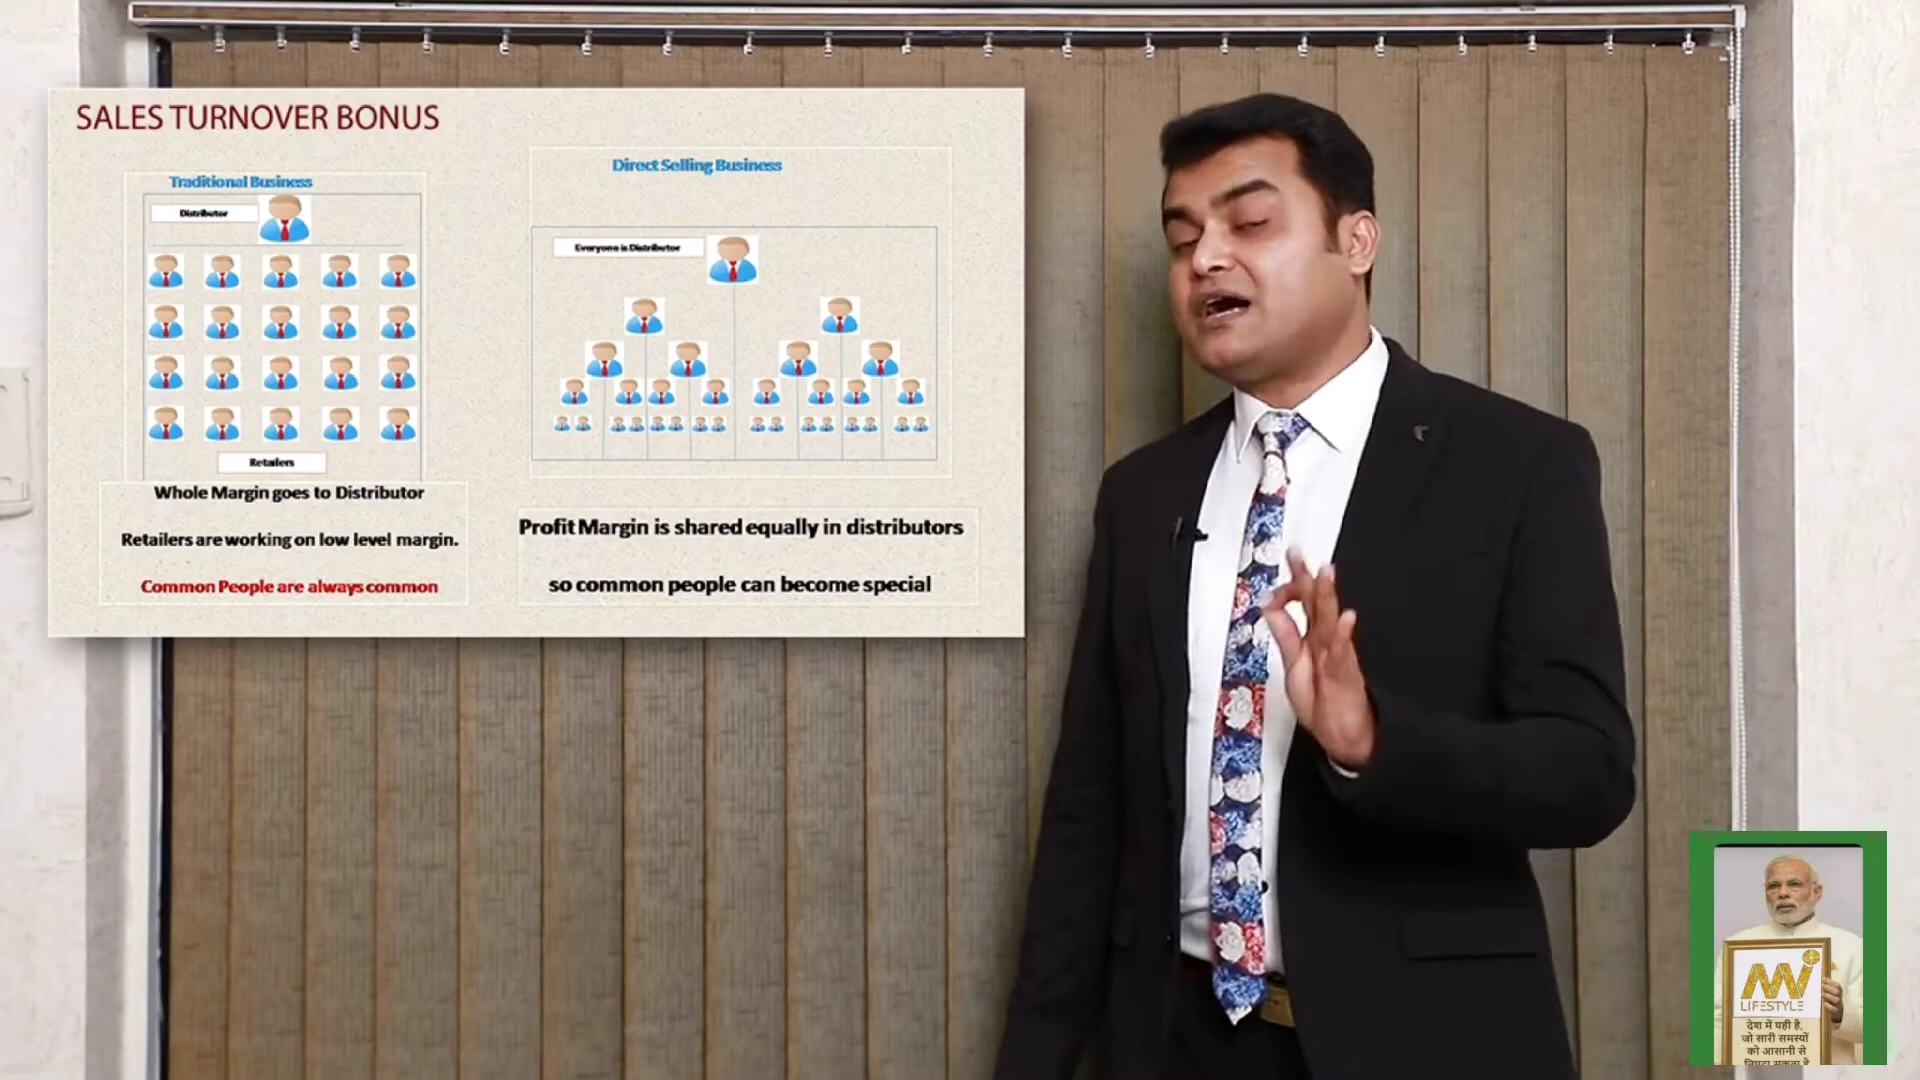 SALES TURNOVER BONUS
Traditional Business
Distributor
Retailers
Whole Margin goes to Distributor
Retailers are working on low level margin.
Common People are always common
Direct Selling Business
Everyone is Distributor
Profit Margin is shared equally in distributors
so common people can become special
MV
LIFESTYLE
देश में यही है,
जो सारी समस्यों
को आसानी से